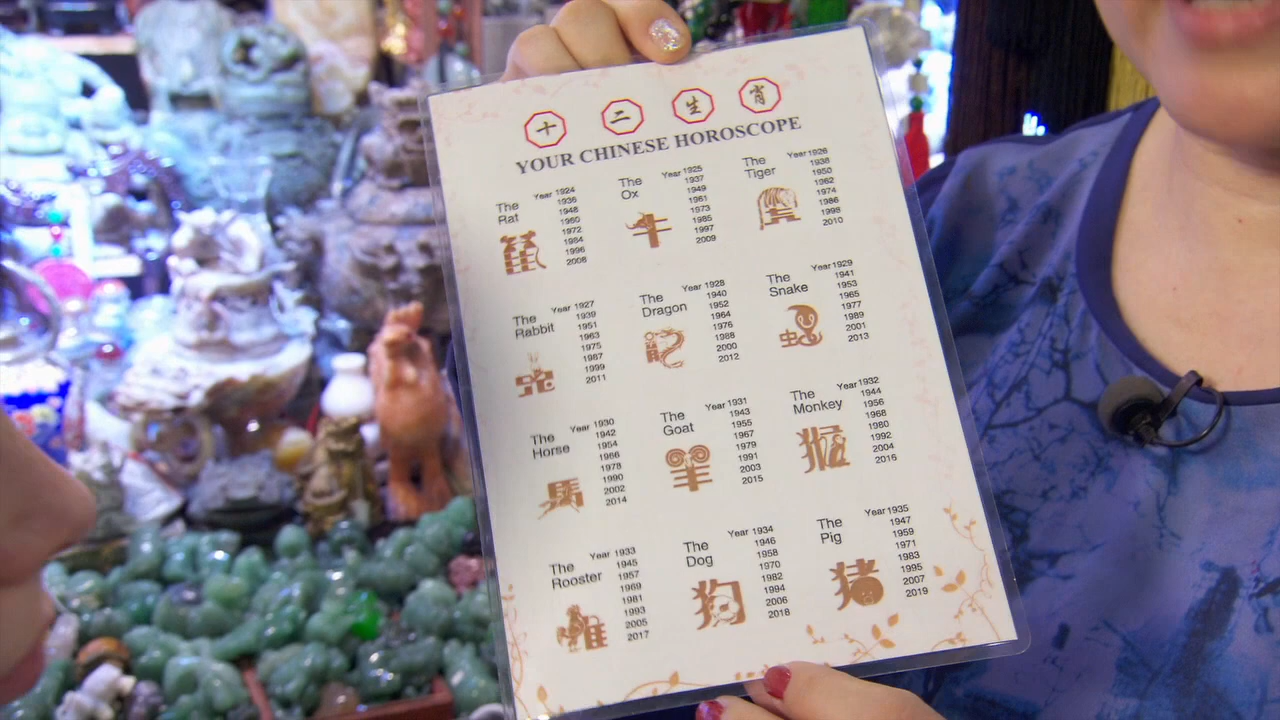 十 二 生 肖
YOUR CHINESE HOROSCOPE
The Rat
Year 1924
1936
1948
1960
1972
1984
1996
2008
鼠
The Ox
Year 1925
1937
1949
1961
1973
1985
1997
2009
牛
The Tiger
Year 1926
1938
1950
1962
1974
1986
1998
2010
虎
The Rabbit
Year 1927
1939
1951
1963
1975
1987
1999
2011
兔
The Dragon
Year 1928
1940
1952
1964
1976
1988
2000
2012
龍
The Snake
Year 1929
1941
1953
1965
1977
1989
2001
2013
蛇
The Horse
Year 1930
1942
1954
1966
1978
1990
2002
2014
馬
The Goat
Year 1931
1943
1955
1967
1979
1991
2003
2015
羊
The Monkey
Year 1932
1944
1956
1968
1980
1992
2004
2016
猴
The Rooster
Year 1933
1945
1957
1969
1981
1993
2005
2017
雞
The Dog
Year 1934
1946
1958
1970
1982
1994
2006
2018
狗
The Pig
Year 1935
1947
1959
1971
1983
1995
2007
2019
猪